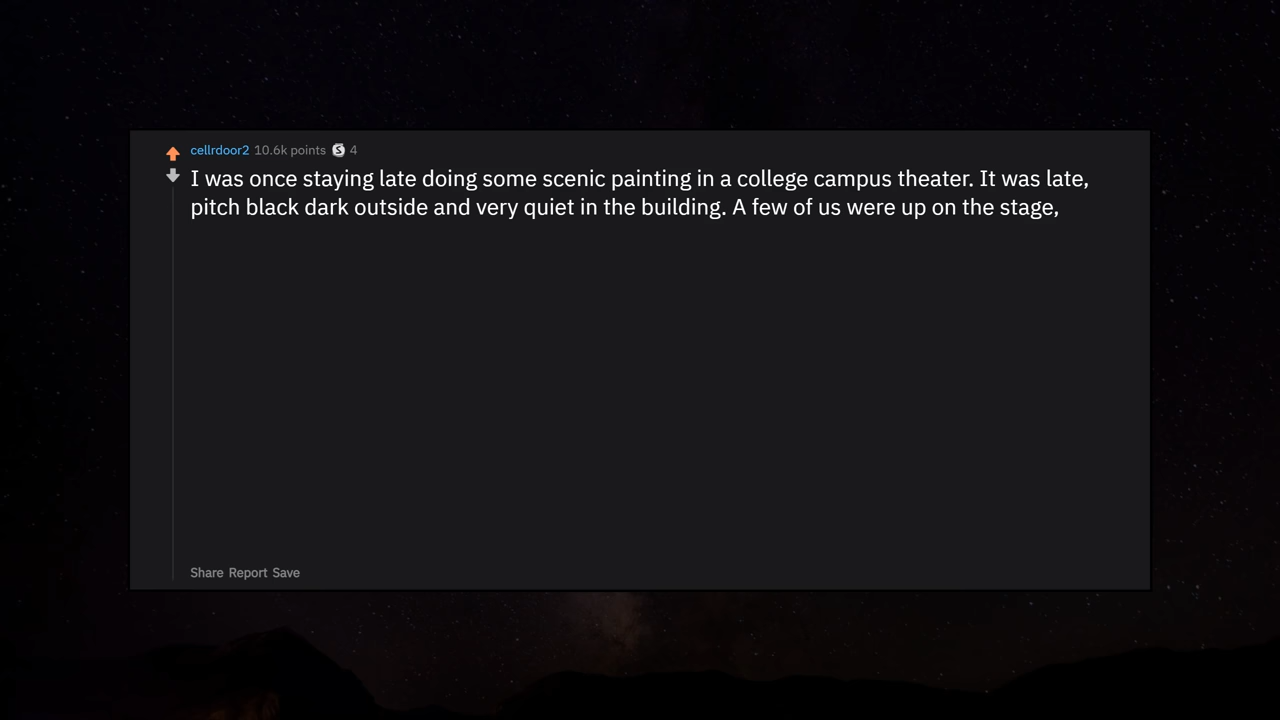 cellrdoor2 10.6k points S 4
I was once staying late doing some scenic painting in a college campus theater. It was late,
pitch black dark outside and very quiet in the building. A few of us were up on the stage,
Share Report Save